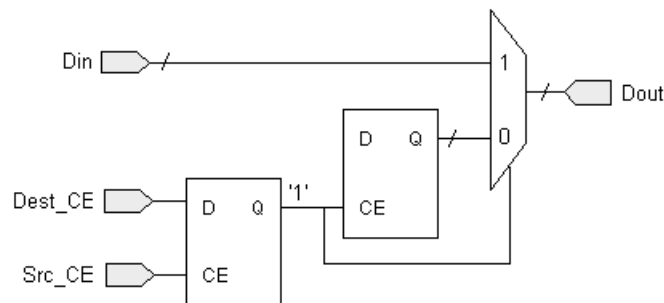 Din
1
Dout
D Q
0
Dest_CE
'1'
D Q
CE
Src_CE
CE